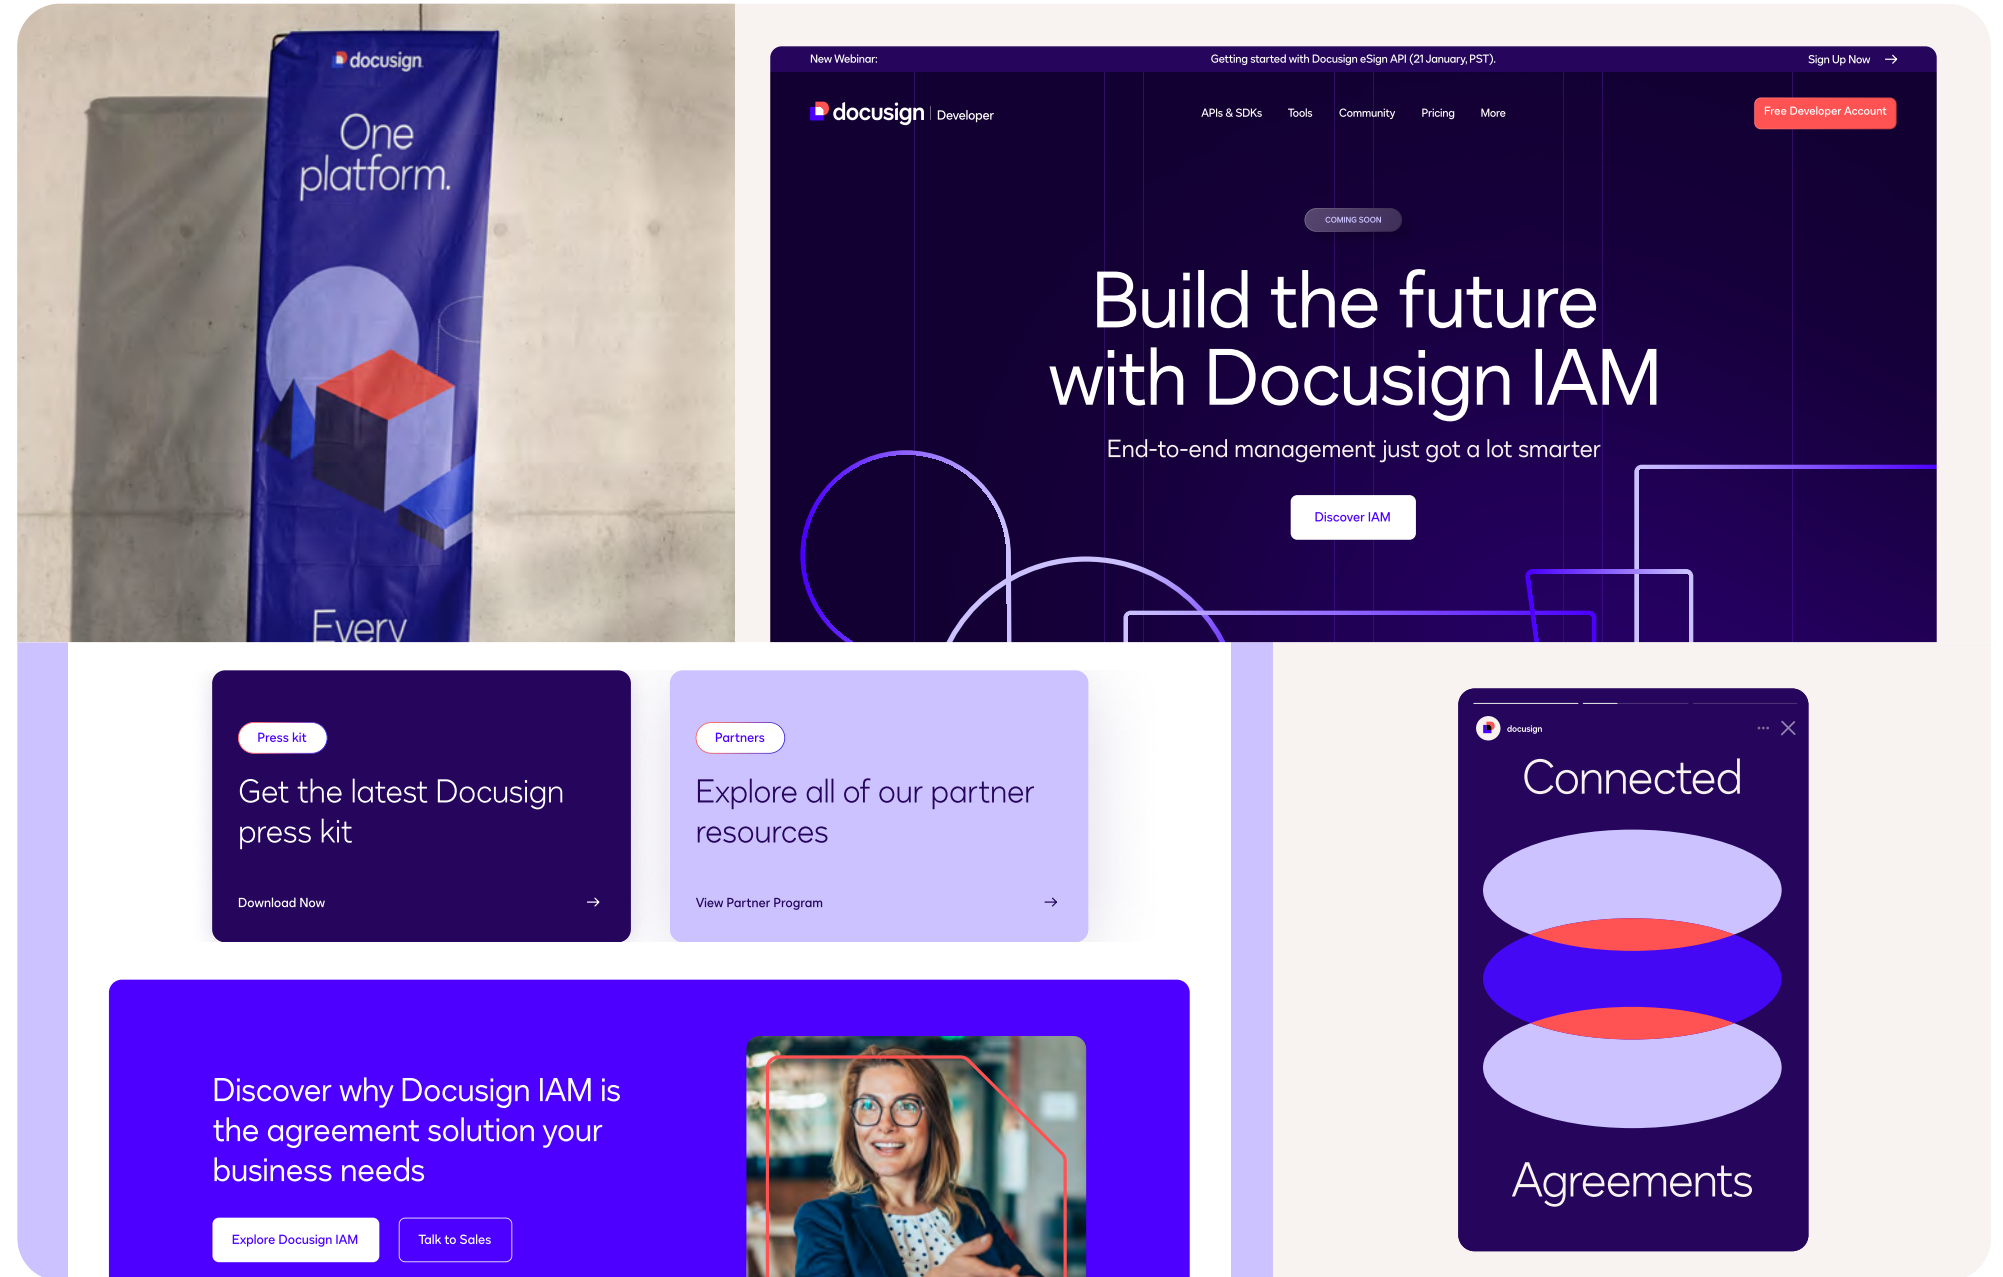 docusign
One
platform.
Every
New Webinar:
Getting started with Docusign eSign API (21 January, PST).
Sign Up Now
docusign | Developer
APIs & SDKs
Tools
Community
Pricing
More
Free Developer Account
COMING SOON
Build the future
with Docusign IAM
End-to-end management just got a lot smarter
Discover IAM
Press kit
Get the latest Docusign
press kit
Download Now
Partners
Explore all of our partner
resources
View Partner Program
Discover why Docusign IAM is
the agreement solution your
business needs
Explore Docusign IAM
Talk to Sales
docusign
Connected
Agreements